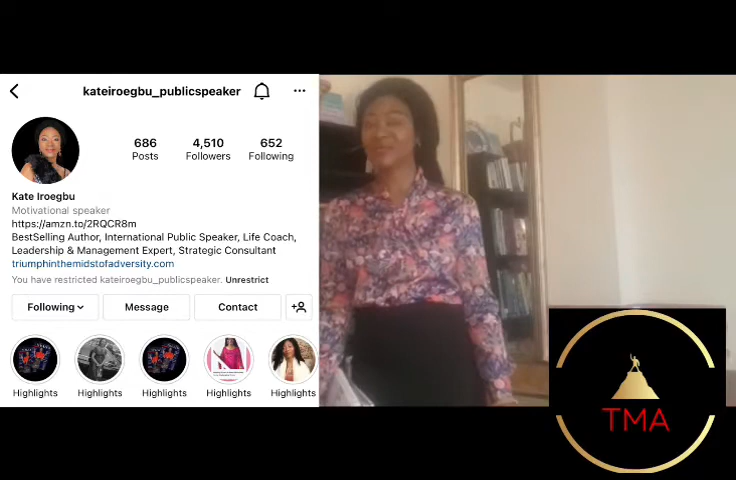 kateiroegbu_publicspeaker
686 4,510 652
Posts Followers Following
Kate Iroegbu
Motivational speaker
https://amzn.to/2RQCR8m
BestSelling Author, International Public Speaker, Life Coach,
Leadership & Management Expert, Strategic Consultant
triumphinthemidstofadversity.com
You have restricted kateiroegbu_publicspeaker. Unrestrict
Following Message Contact
Highlights Highlights Highlights Highlights Highlights
TMA